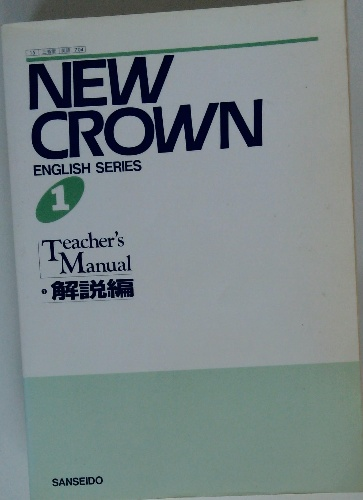 NEW
CROWN
ENGLISH SERIES
1
Teacher's
Manual
解説編
SANSEIDO